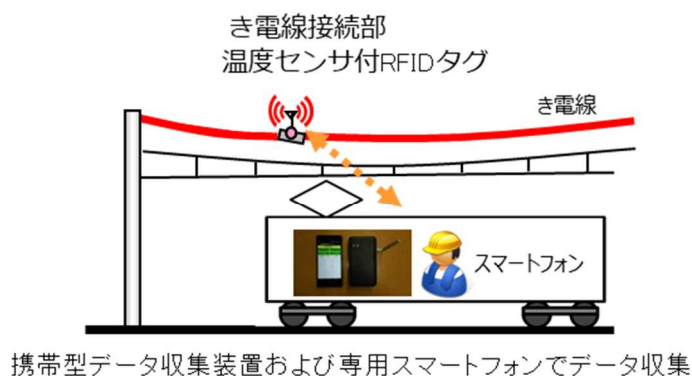 き電線接続部
温度センサ付RFIDタグ
き電線
スマートフォン
携帯型データ収集装置および専用スマートフォンでデータ収集